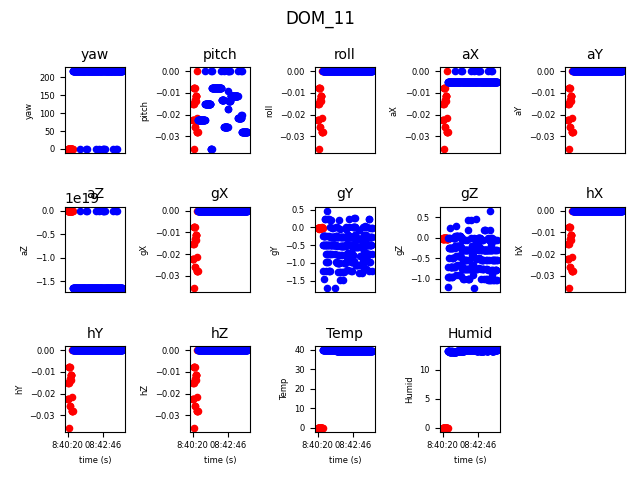 DOM_11
yaw pitch roll aX aY
yaw 200 150 100 50 0
pitch 0.00 −0.01 −0.02 −0.03
roll 0.00 −0.01 −0.02 −0.03
aX 0.00 −0.01 −0.02 −0.03
aY 0.00 −0.01 −0.02 −0.03
1e19
aZ gX gY gZ hX
aZ 0.0 −0.5 −1.0 −1.5
gX 0.00 −0.01 −0.02 −0.03
gY 0.5 0.0 −0.5 −1.0 −1.5
gZ 0.5 0.0 −0.5 −1.0
hX 0.00 −0.01 −0.02 −0.03
hY hZ Temp Humid
hY 0.00 −0.01 −0.02 −0.03
hZ 0.00 −0.01 −0.02 −0.03
Temp 40 30 20 10 0
Humid 10 5 0
8:40:20 08:42:46 8:40:20 08:42:46 8:40:20 08:42:46 8:40:20 08:42:46
time (s) time (s) time (s) time (s)